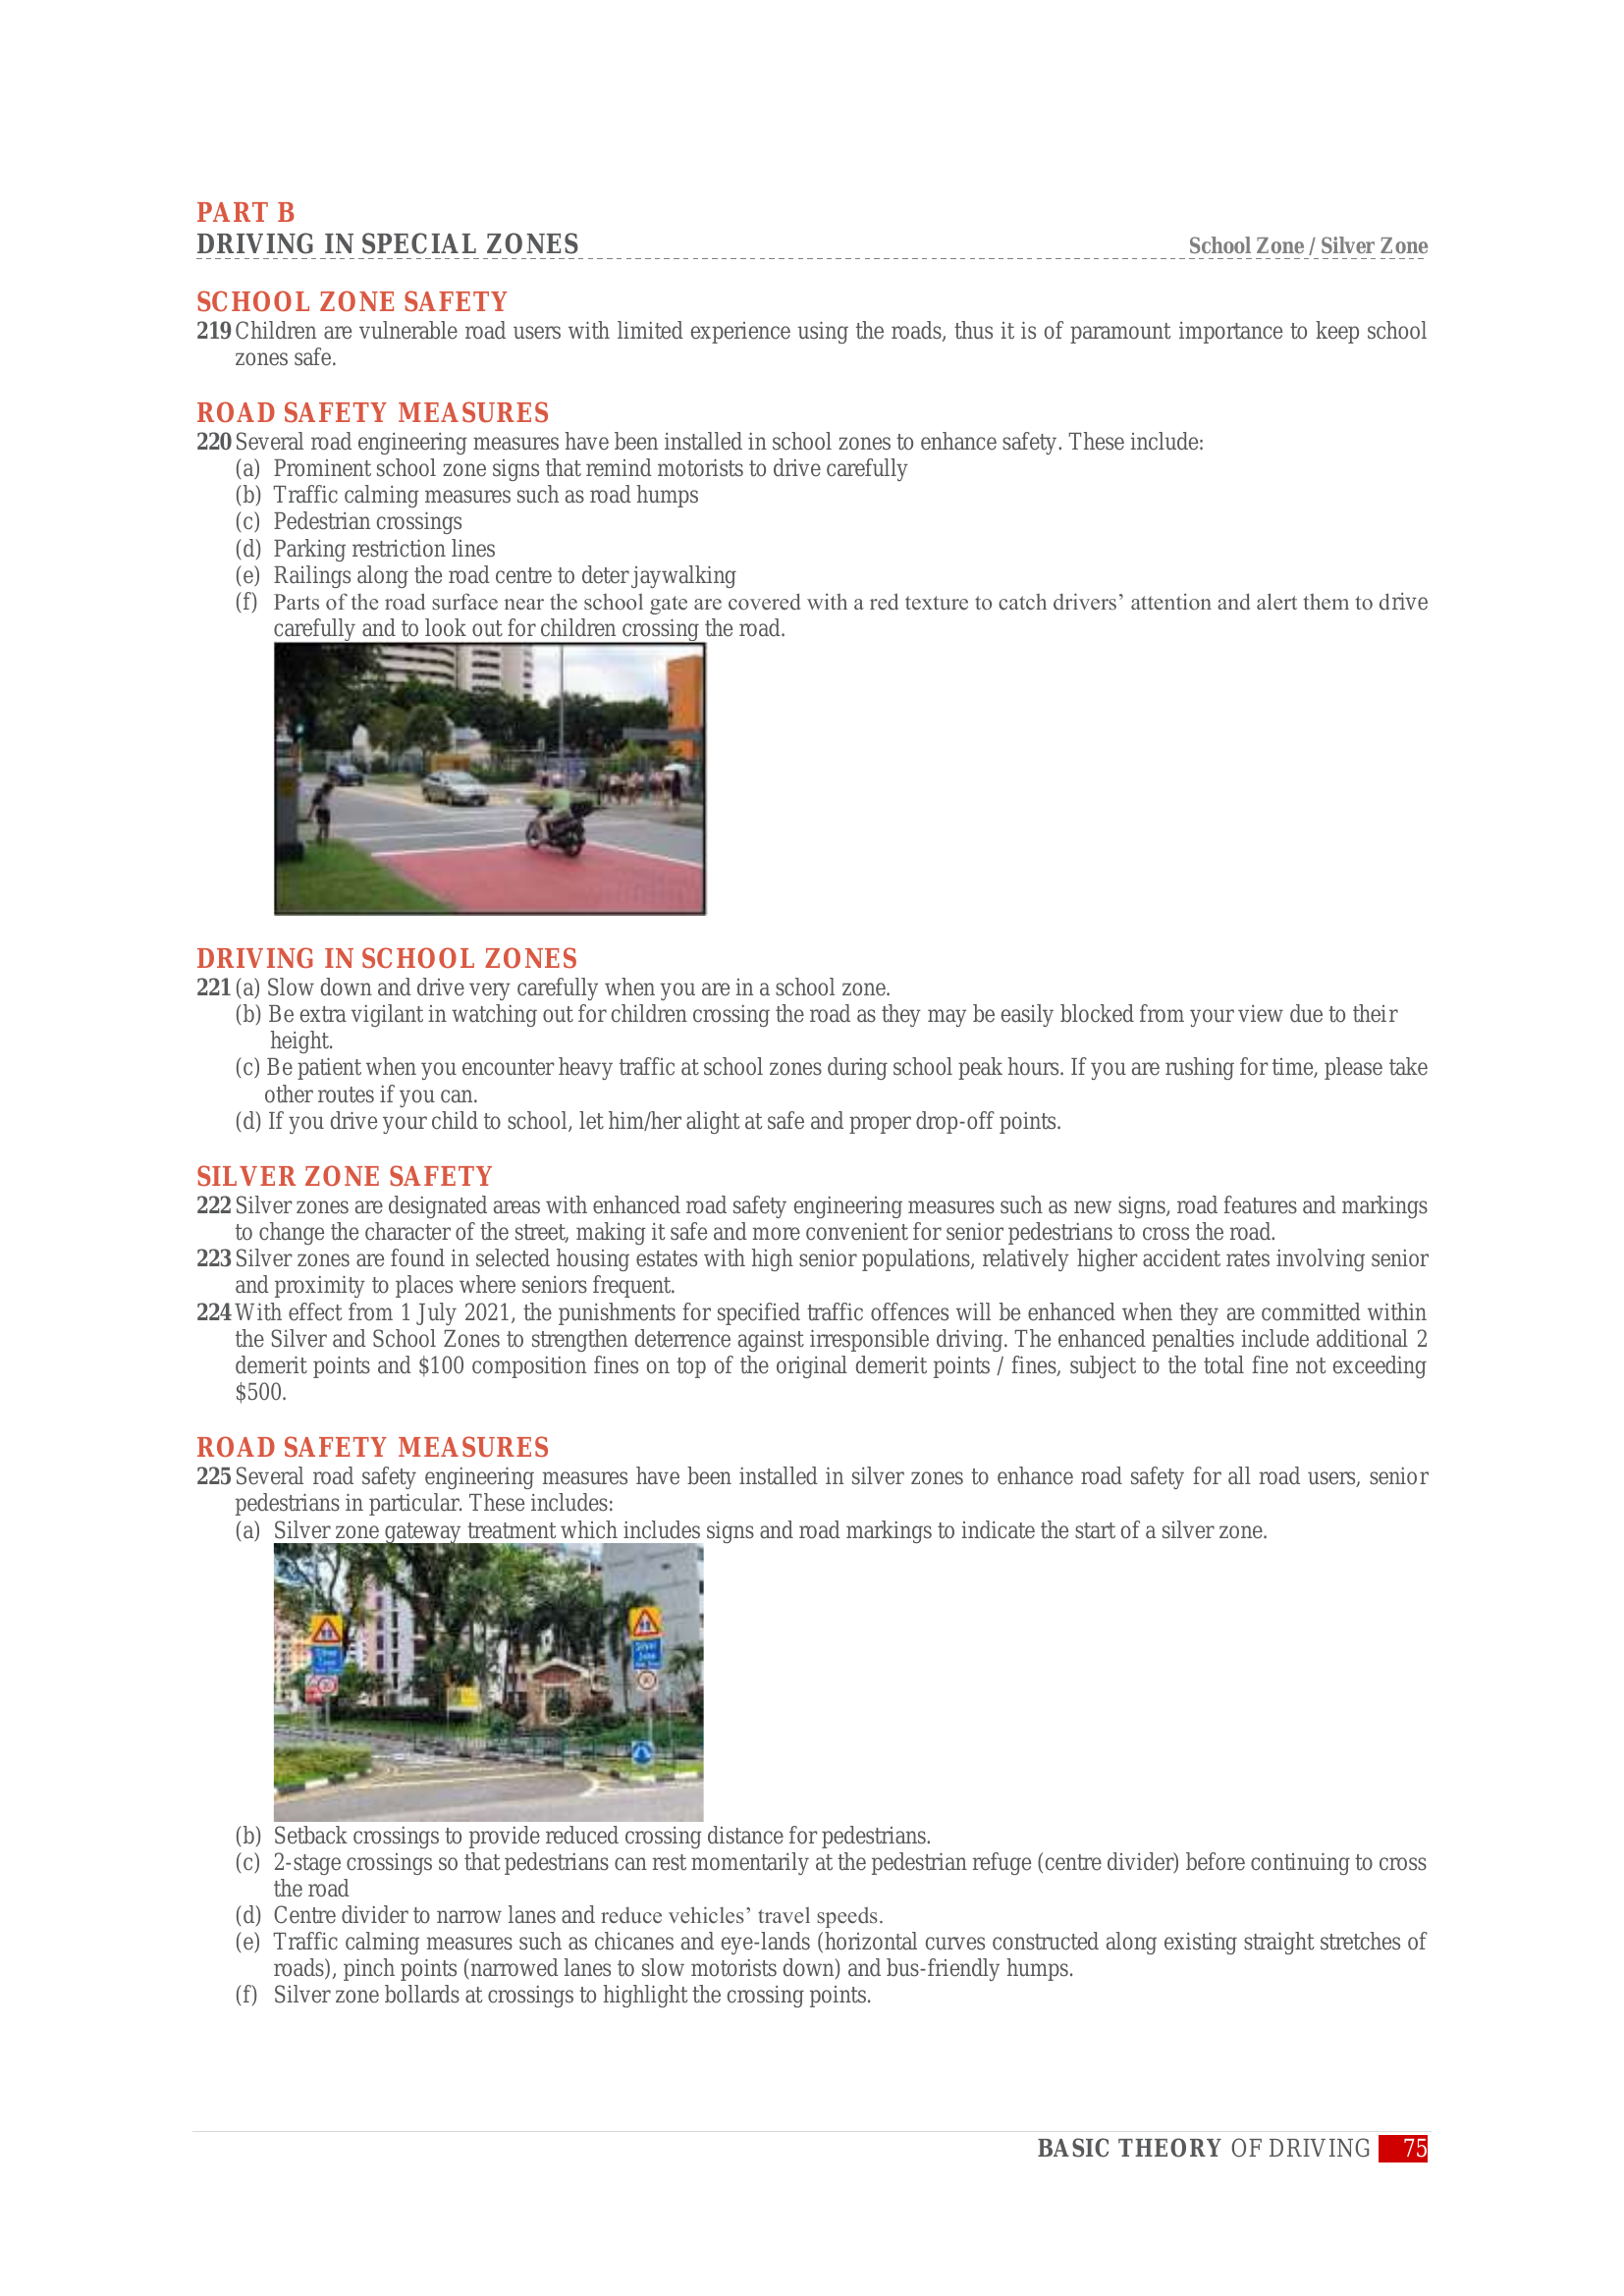 PART B
DRIVING IN SPECIAL ZONES School Zone / Silver Zone
SCHOOL ZONE SAFETY
219 Children are vulnerable road users with limited experience using the roads, thus it is of paramount importance to keep school
zones safe.
ROAD SAFETY MEASURES
220 Several road engineering measures have been installed in school zones to enhance safety. These include:
(a) Prominent school zone signs that remind motorists to drive carefully
(b) Traffic calming measures such as road humps
(c) Pedestrian crossings
(d) Parking restriction lines
(e) Railings along the road centre to deter jaywalking
(f) Parts of the road surface near the school gate are covered with a red texture to catch drivers’ attention and alert them to drive
carefully and to look out for children crossing the road.
DRIVING IN SCHOOL ZONES
221 (a) Slow down and drive very carefully when you are in a school zone.
(b) Be extra vigilant in watching out for children crossing the road as they may be easily blocked from your view due to their
height.
(c) Be patient when you encounter heavy traffic at school zones during school peak hours. If you are rushing for time, please take
other routes if you can.
(d) If you drive your child to school, let him/her alight at safe and proper drop-off points.
SILVER ZONE SAFETY
222 Silver zones are designated areas with enhanced road safety engineering measures such as new signs, road features and markings
to change the character of the street, making it safe and more convenient for senior pedestrians to cross the road.
223 Silver zones are found in selected housing estates with high senior populations, relatively higher accident rates involving senior
and proximity to places where seniors frequent.
224 With effect from 1 July 2021, the punishments for specified traffic offences will be enhanced when they are committed within
the Silver and School Zones to strengthen deterrence against irresponsible driving. The enhanced penalties include additional 2
demerit points and $100 composition fines on top of the original demerit points / fines, subject to the total fine not exceeding
$500.
ROAD SAFETY MEASURES
225 Several road safety engineering measures have been installed in silver zones to enhance road safety for all road users, senior
pedestrians in particular. These includes:
(a) Silver zone gateway treatment which includes signs and road markings to indicate the start of a silver zone.
Silver
Zone
(b) Setback crossings to provide reduced crossing distance for pedestrians.
(c) 2-stage crossings so that pedestrians can rest momentarily at the pedestrian refuge (centre divider) before continuing to cross
the road
(d) Centre divider to narrow lanes and reduce vehicles’ travel speeds.
(e) Traffic calming measures such as chicanes and eye-lands (horizontal curves constructed along existing straight stretches of
roads), pinch points (narrowed lanes to slow motorists down) and bus-friendly humps.
(f) Silver zone bollards at crossings to highlight the crossing points.
BASIC THEORY OF DRIVING 75